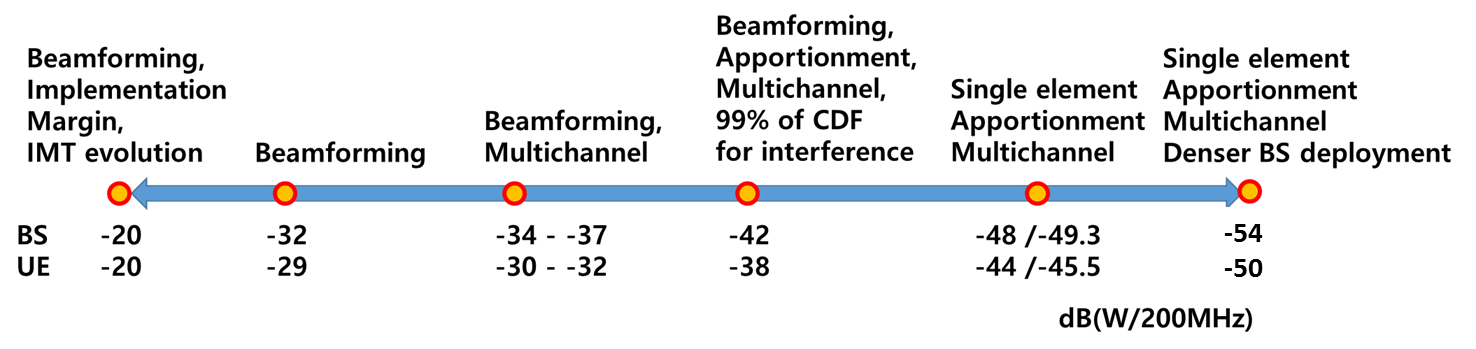 Beamforming,
Implementation
Margin,
IMT evolution
Beamforming
Beamforming,
Multichannel
Beamforming,
Apportionment,
Multichannel,
99% of CDF
for interference
Single element
Apportionment
Multichannel
Single element
Apportionment
Multichannel
Denser BS deployment
BS -20 -32 -34 - -37 -42 -48 /-49.3 -54
UE -20 -29 -30 - -32 -38 -44 /-45.5 -50
dB(W/200MHz)